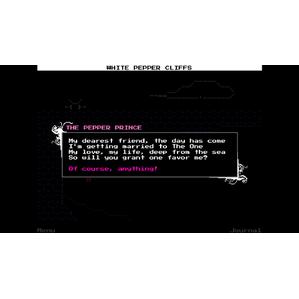 WHITE PEPPER CLIFFS
THE PEPPER PRINCE
My dearest friend, the day has come
I'm getting married to The One
My love, my life, deep from the sea
So will you grant one favor me?
Of course, anything!
Menu
Journal